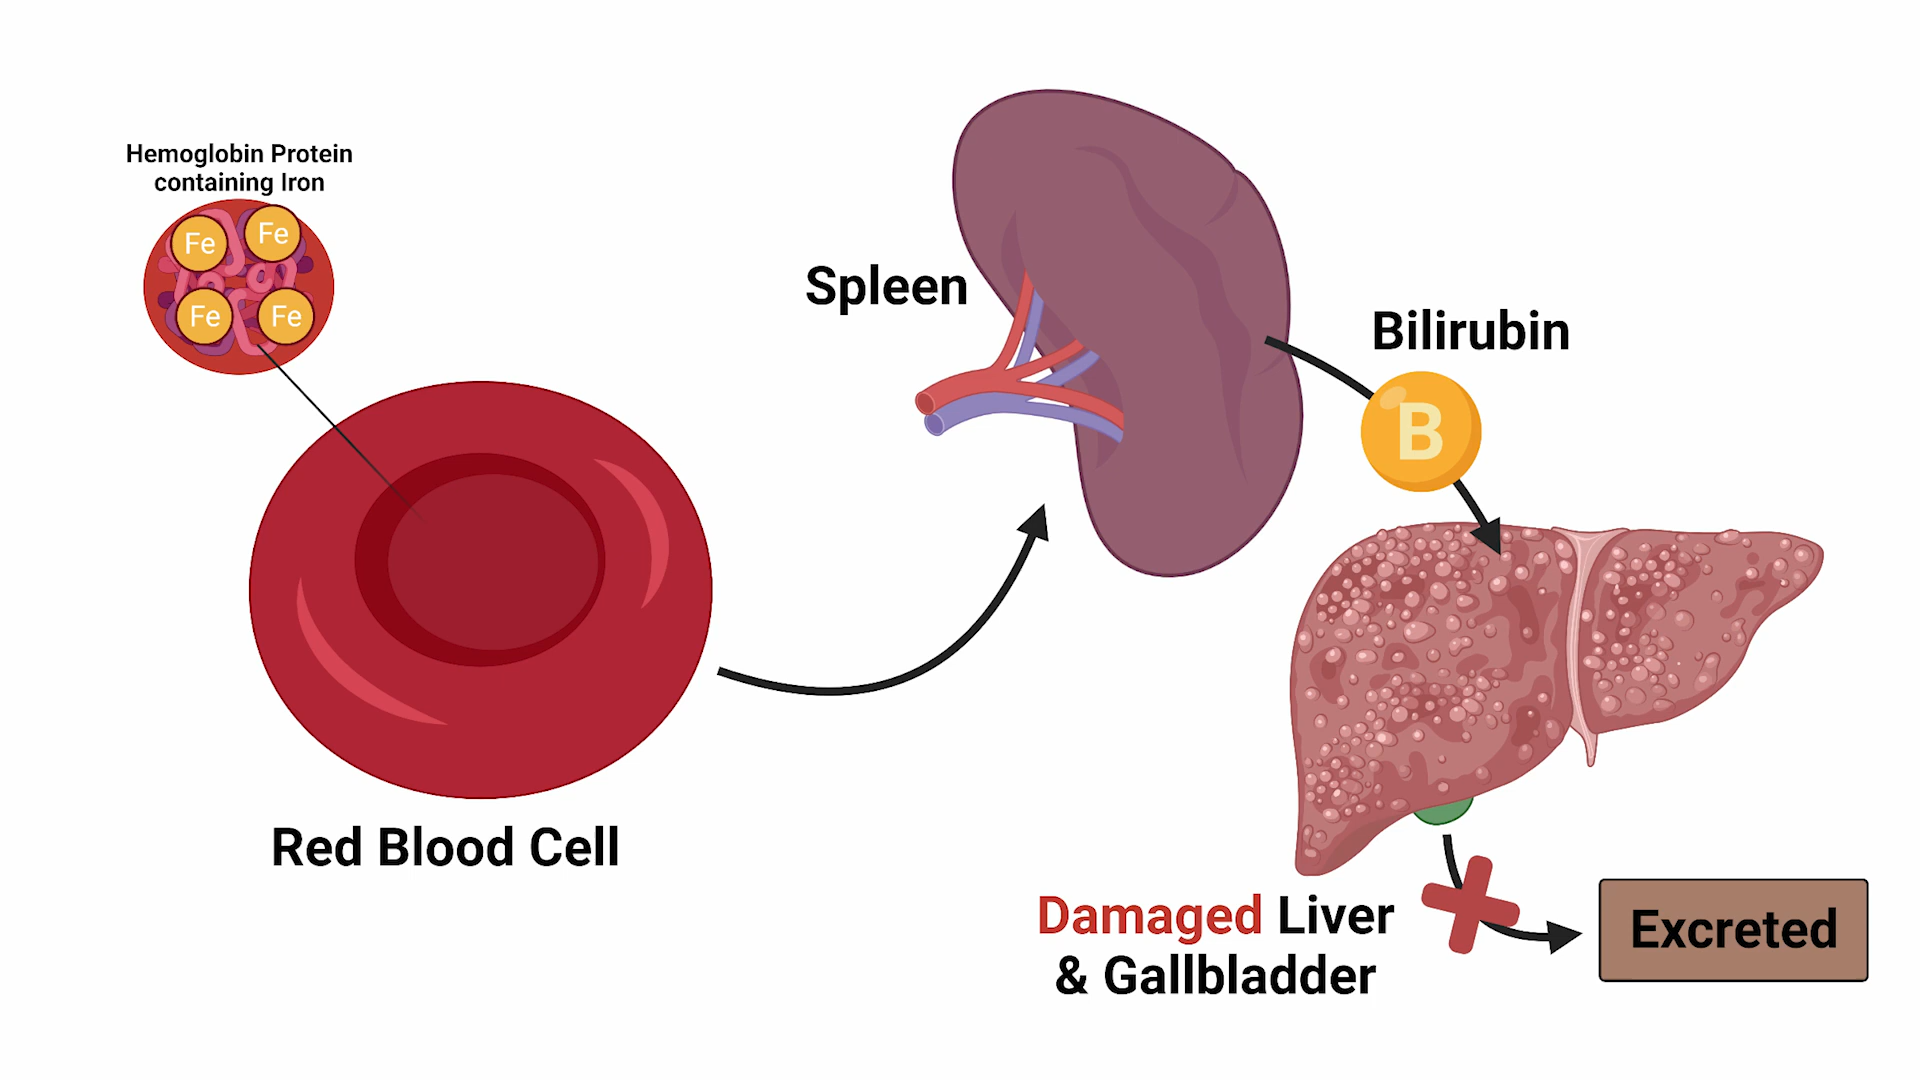 Hemoglobin Protein
containing Iron
Fe
Fe
Fe
Fe
Red Blood Cell
Spleen
Bilirubin
B
Damaged Liver
& Gallbladder
Excreted